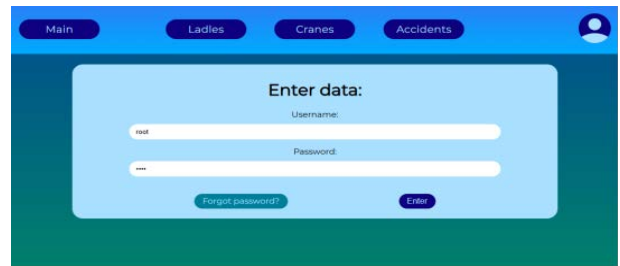 Main Ladles Cranes Accidents
Enter data:
Username:
root
Password:
••••
Forgot password? Enter